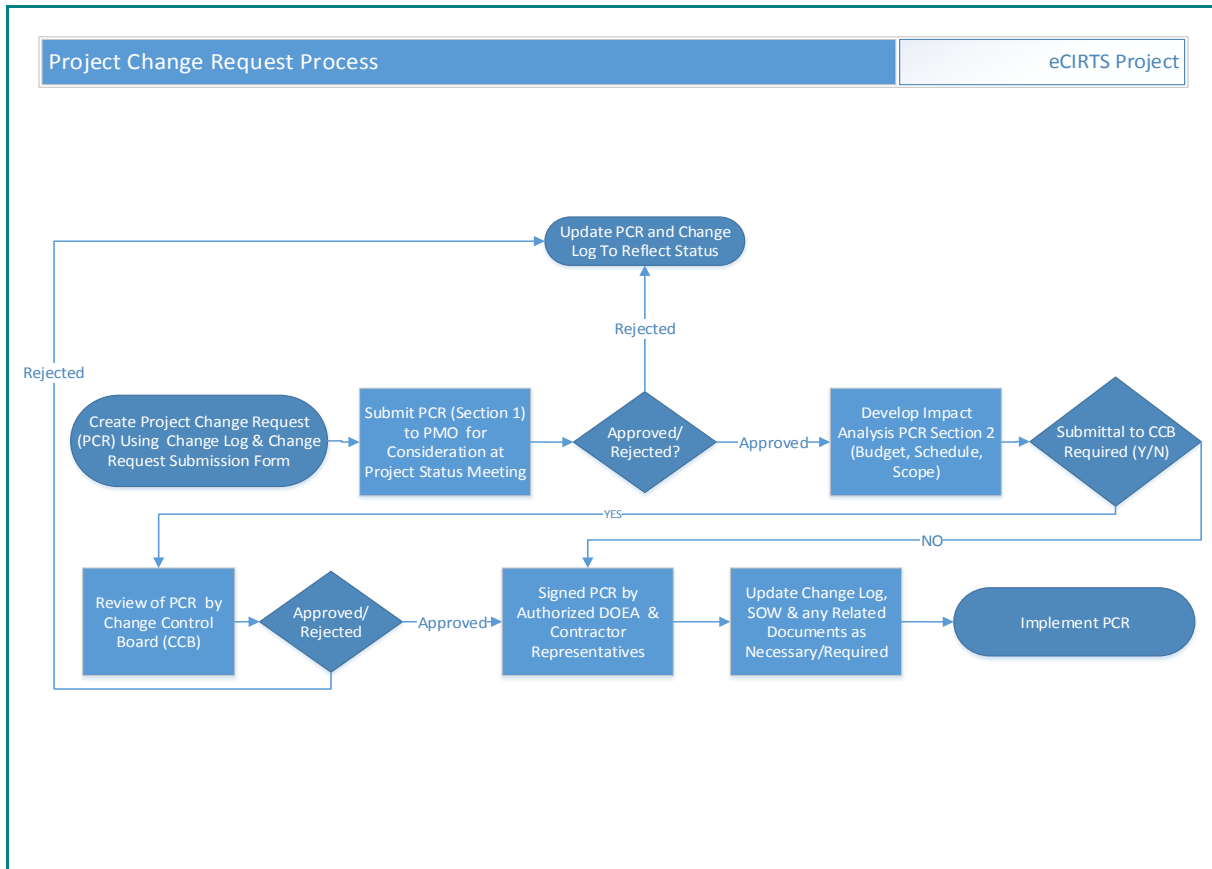 Project Change Request Process
eCIRTS Project
Update PCR and Change
Log To Reflect Status
Rejected
Rejected
Create Project Change Request
(PCR) Using Change Log & Change
Request Submission Form
Submit PCR (Section 1)
to PMO for
Consideration at
Project Status Meeting
Approved/
Rejected?
Approved
Develop Impact
Analysis PCR Section 2
(Budget, Schedule,
Scope)
Submittal to CCB
Required (Y/N)
YES
NO
Review of PCR by
Change Control
Board (CCB)
Approved/
Rejected
Approved
Signed PCR by
Authorized DOEA &
Contractor
Representatives
Update Change Log,
SOW & any Related
Documents as
Necessary/Required
Implement PCR